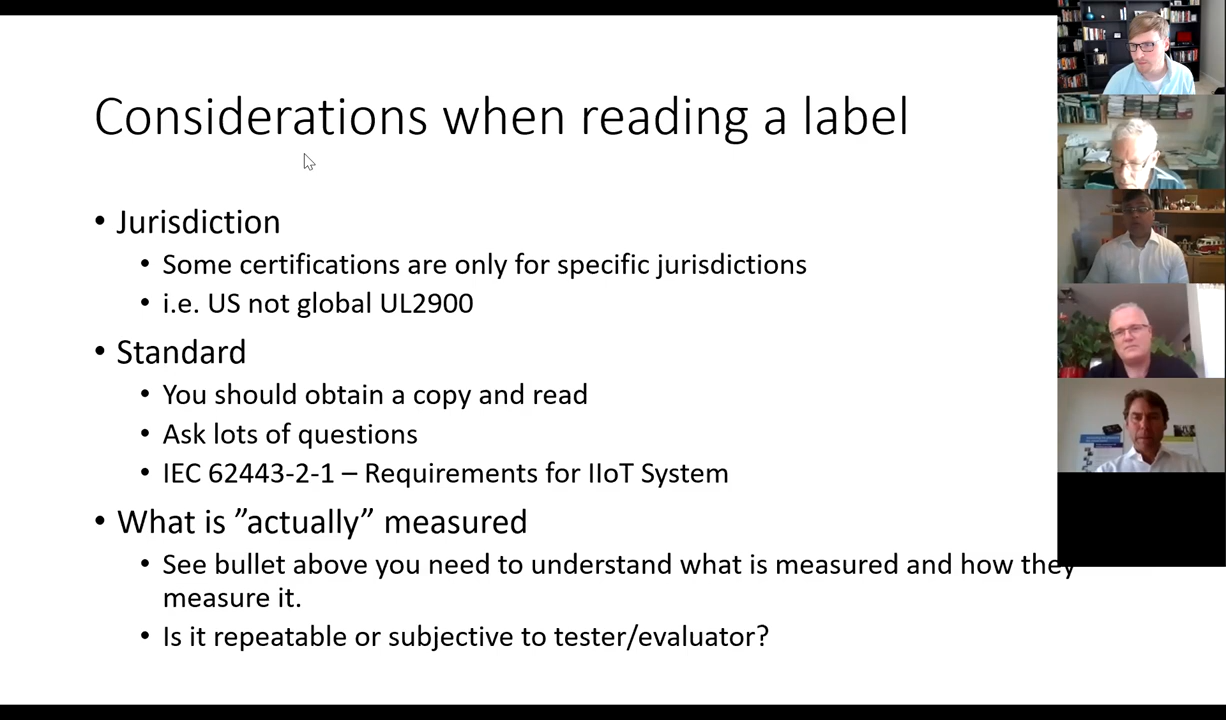 Considerations when reading a label
• Jurisdiction
• Some certifications are only for specific jurisdictions
• i.e. US not global UL2900
• Standard
• You should obtain a copy and read
• Ask lots of questions
• IEC 62443-2-1 – Requirements for IIoT System
• What is ”actually” measured
• See bullet above you need to understand what is measured and how they
measure it.
• Is it repeatable or subjective to tester/evaluator?